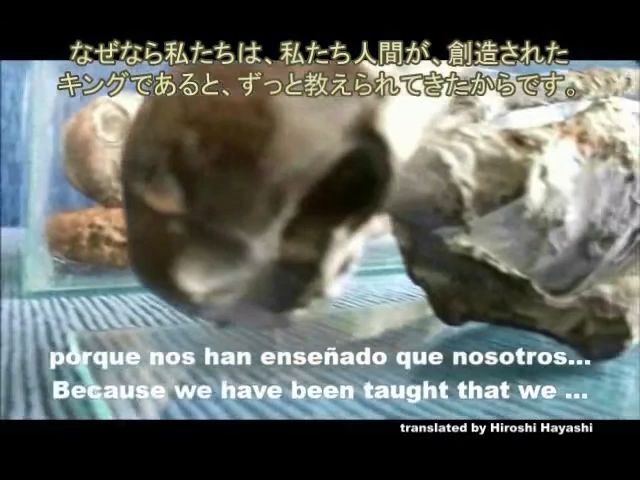 なぜなら私たちは、私たち人間が、創造された
キングであると、ずっと教えられてきたからです。
porque nos han enseñado que nosotros...
Because we have been taught that we ...
translated by Hiroshi Hayashi